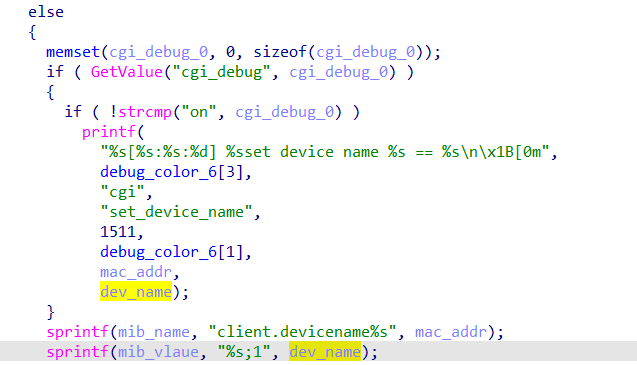 else
{
memset(cgi_debug_0, 0, sizeof(cgi_debug_0));
if ( GetValue("cgi_debug", cgi_debug_0) )
{
if ( !strcmp("on", cgi_debug_0) )
printf(
"%s[%s:%s:%d] %sset device name %s == %s\n\x1B[0m",
debug_color_6[3],
"cgi",
"set_device_name",
1511,
debug_color_6[1],
mac_addr,
dev_name);
}
sprintf(mib_name, "client.devicename%s", mac_addr);
sprintf(mib_vlaue, "%s;1", dev_name);